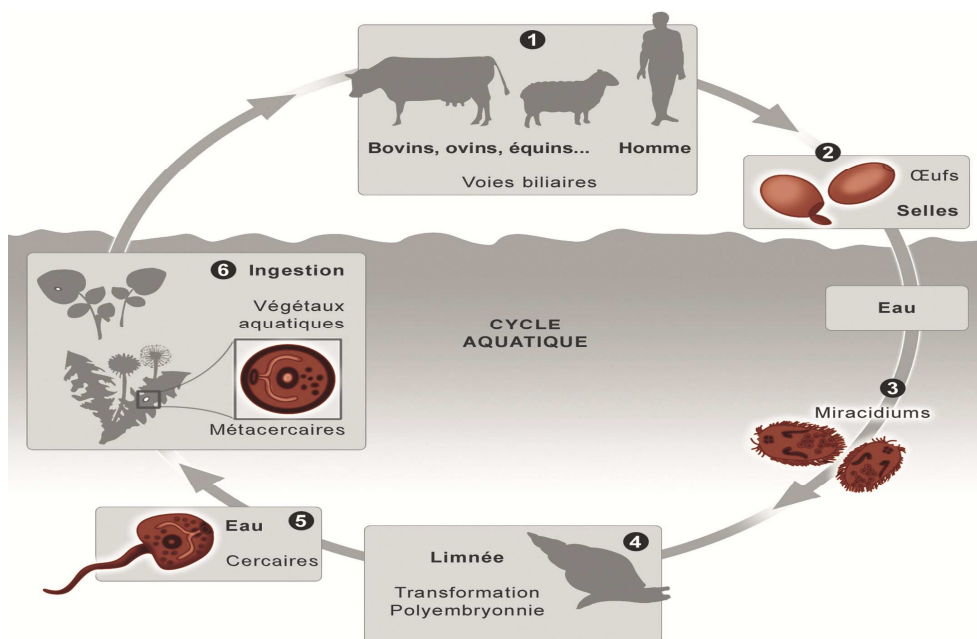 1
Bovins, ovins, équins... Homme
Voies biliaires
2
Œufs
Selles
Eau
3
Miracidiums
4
Limnée
Transformation
Polyembryonnie
5
Eau
Cercaires
6 Ingestion
Végétaux
aquatiques
Métacercaires
CYCLE
AQUATIQUE